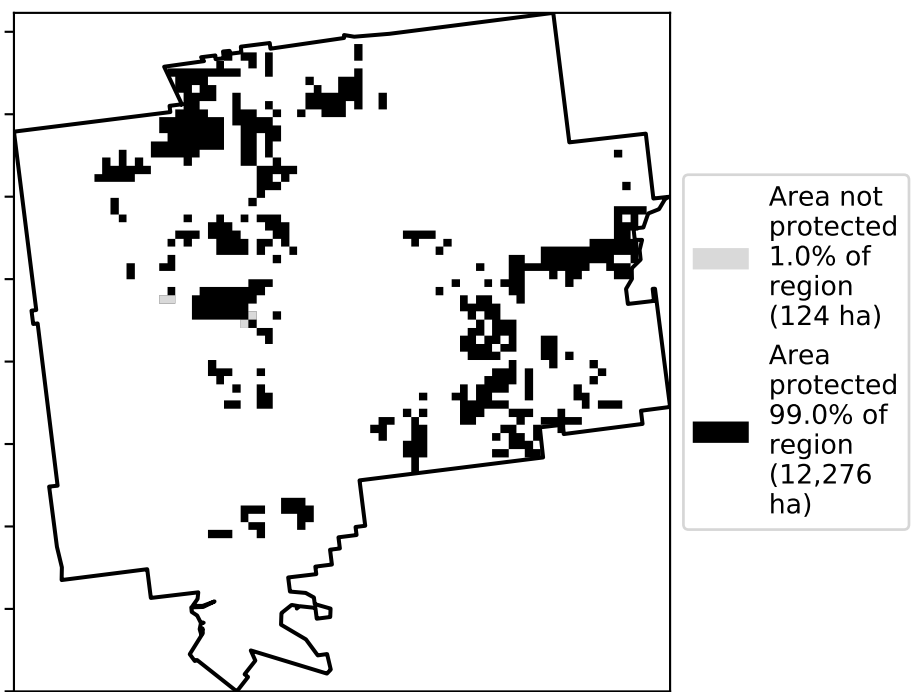 Area not
protected
1.0% of
region
(124 ha)
Area
protected
99.0% of
region
(12,276
ha)